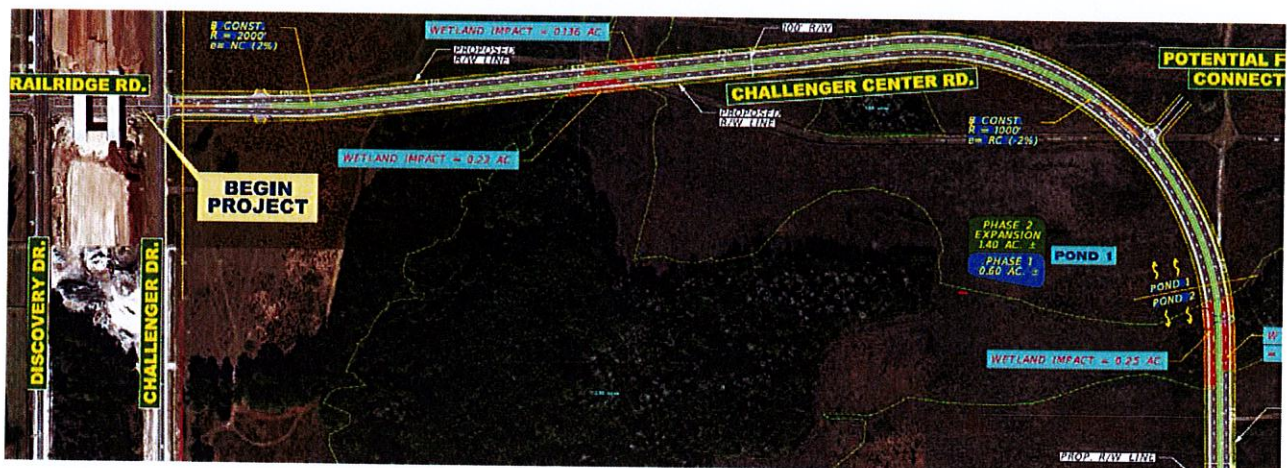 B CONST.
R = 2000'
e= NC (2%)
WETLAND IMPACT = 0.136 AC.
PROPOSED
R/W LINE
100' R/W
RAILRIDGE RD.
CHALLENGER CENTER RD.
POTENTIAL F
CONNECT
PROPOSED
R/W LINE
B CONST.
R = 1000'
e= RC (-2%)
WETLAND IMPACT = 0.22 AC
BEGIN
PROJECT
PHASE 2
EXPANSION
1.40 AC. ±
PHASE 1
0.60 AC. ±
POND 1
POND 1
POND 2
DISCOVERY DR.
CHALLENGER DR.
WETLAND IMPACT = 0.25 AC
W
=
PROP. R/W LINE